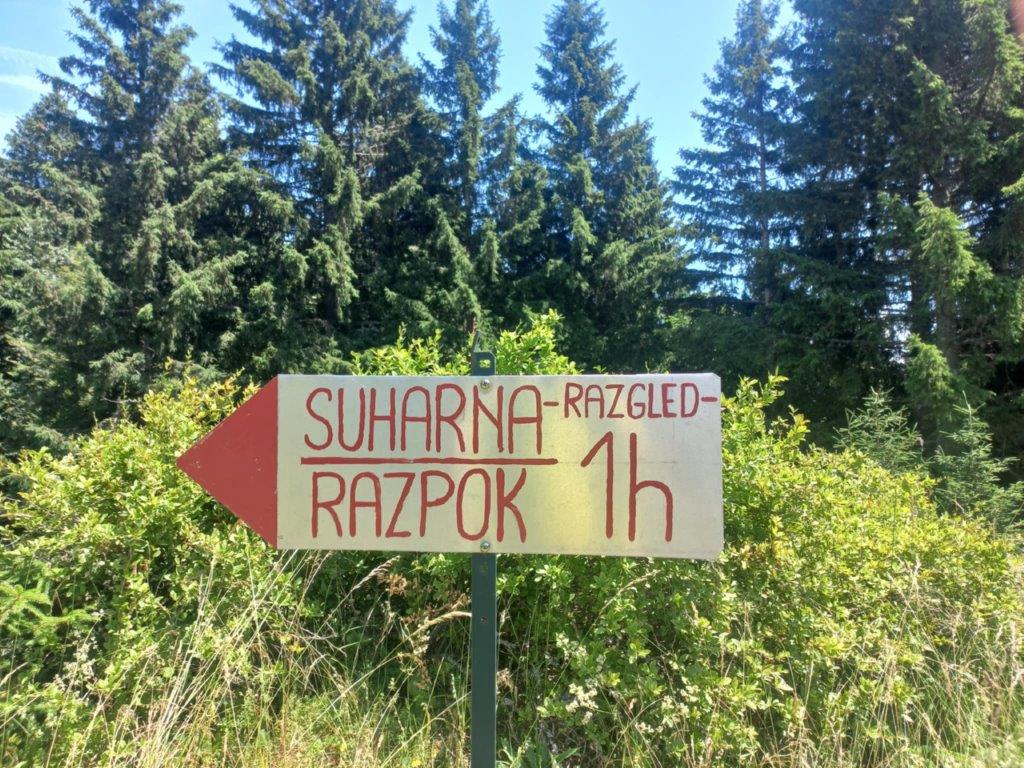 SUHARNA -RAZGLED-
RAZPOK 1h